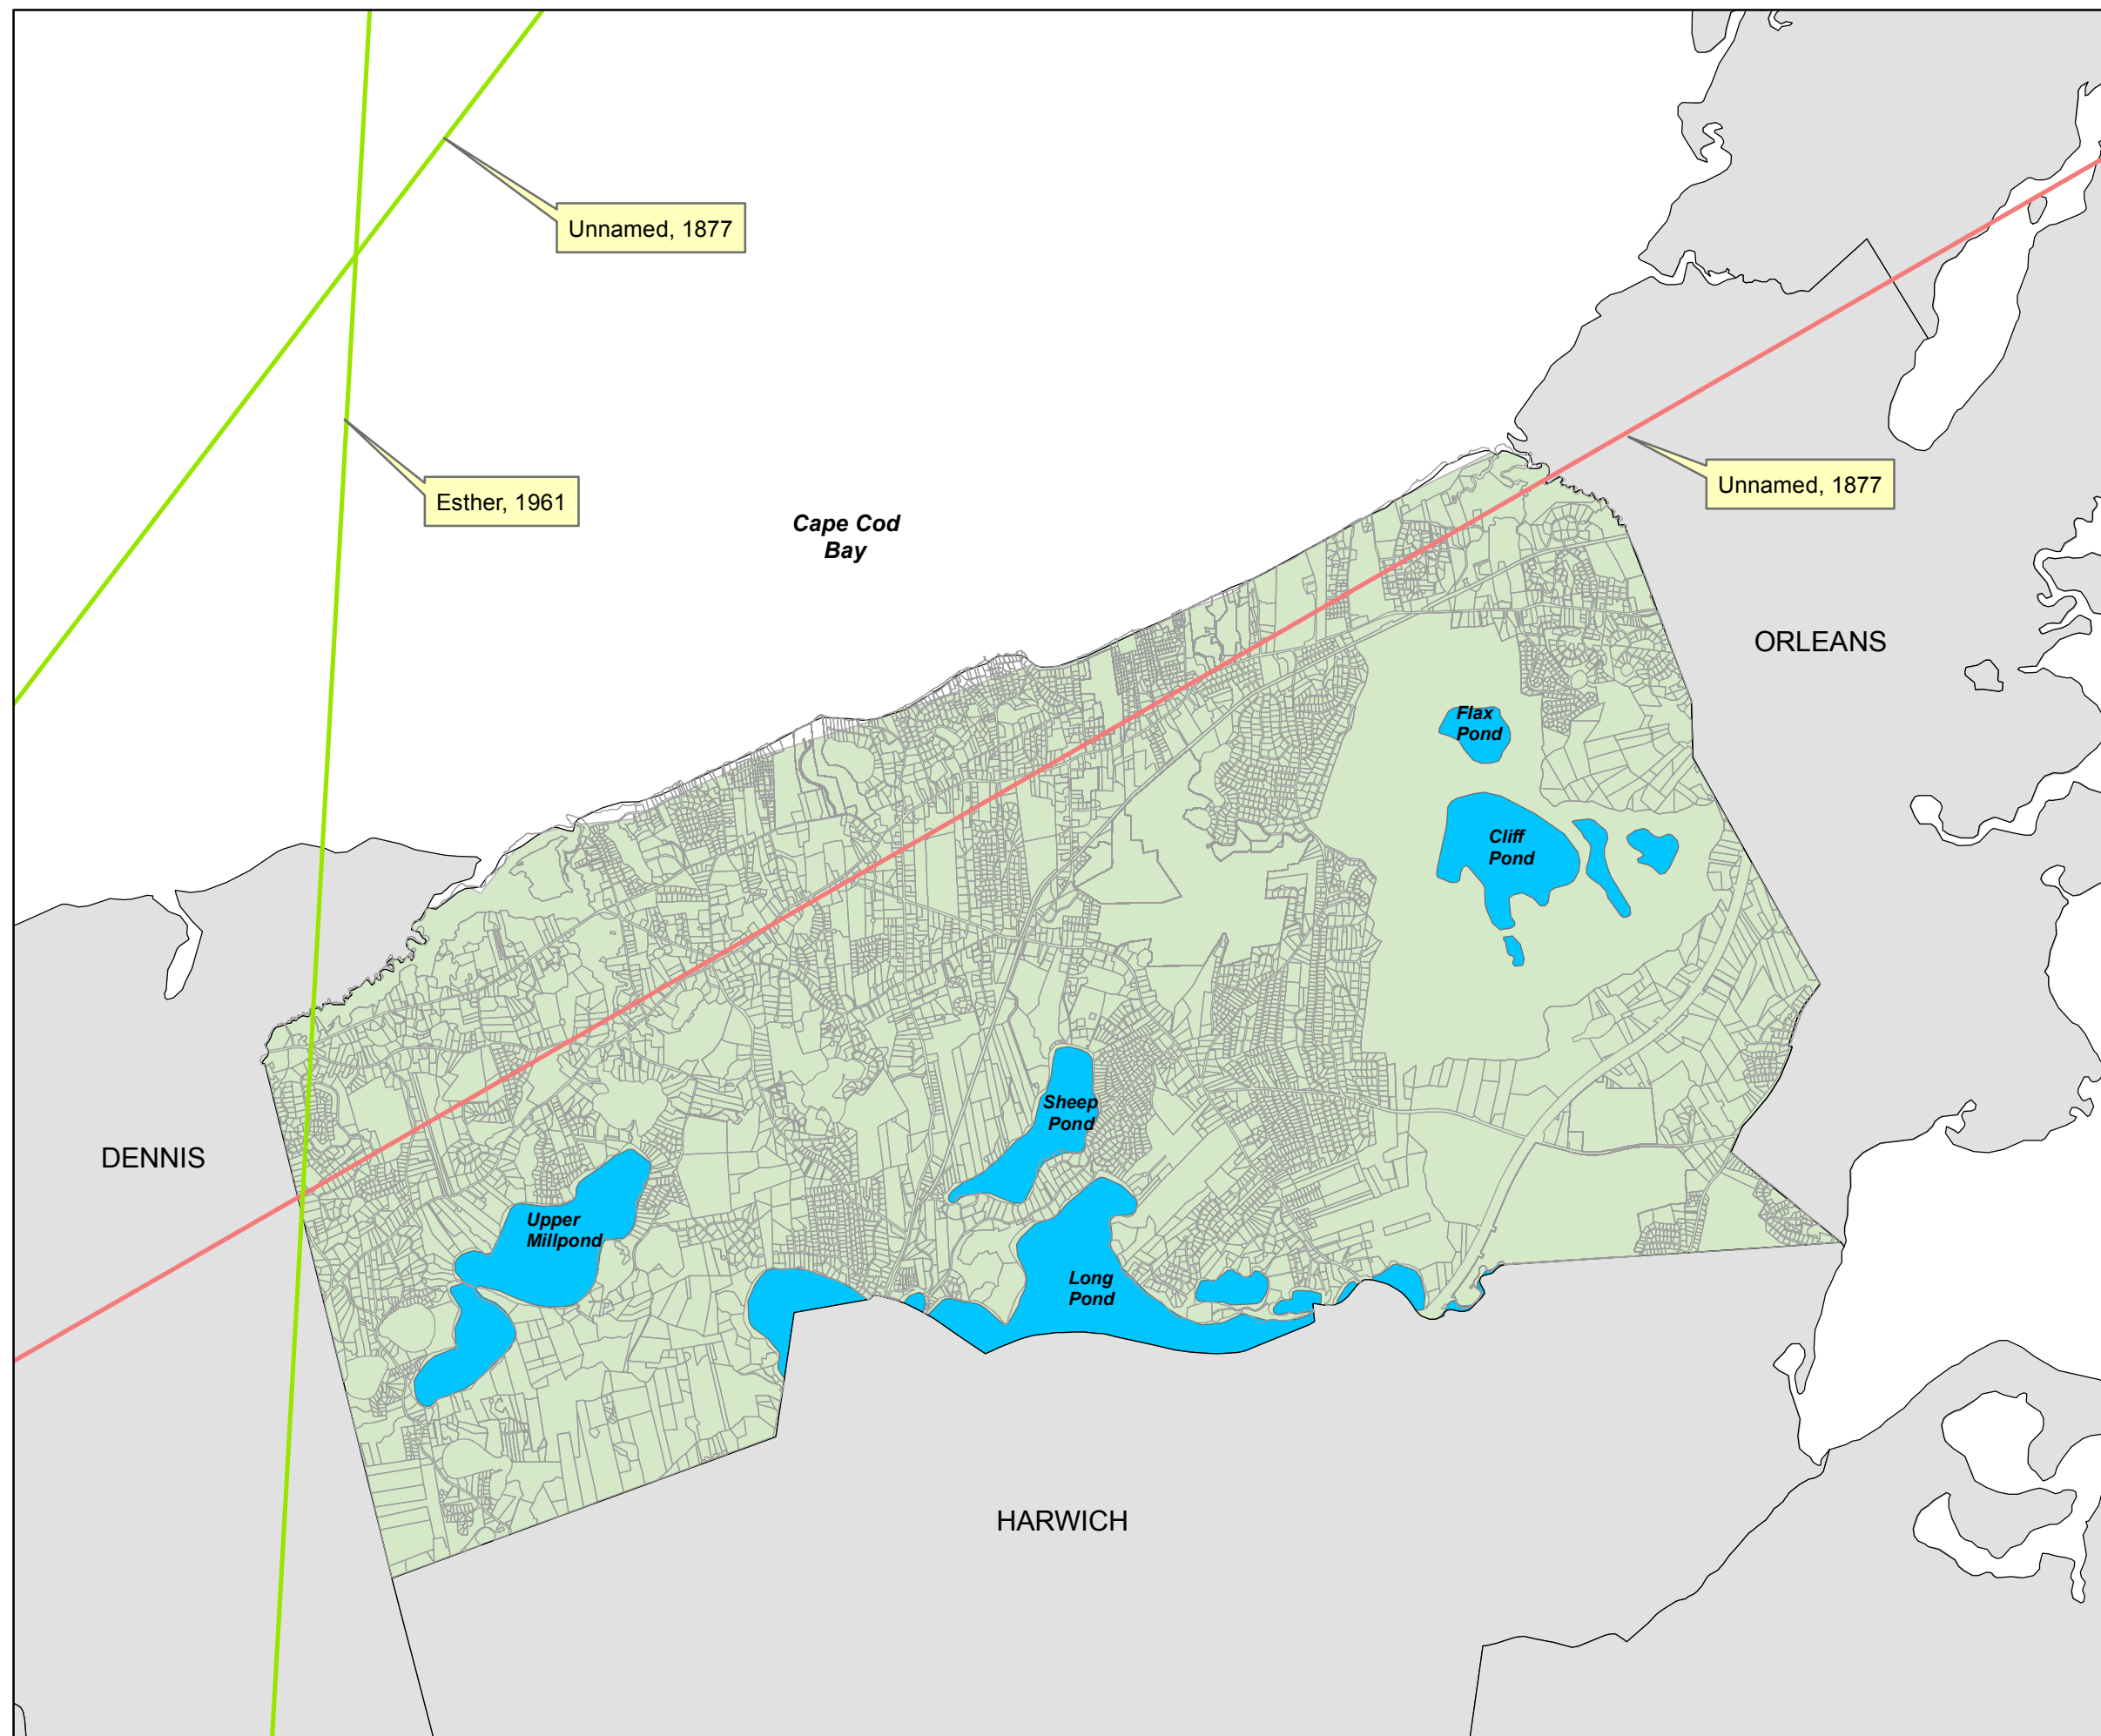 Unnamed, 1877
Unnamed, 1877
Esther, 1961
Cape Cod
Bay
ORLEANS
Flax
Pond
Cliff
Pond
Sheep
Pond
DENNIS
Upper
Millpond
Long
Pond
HARWICH